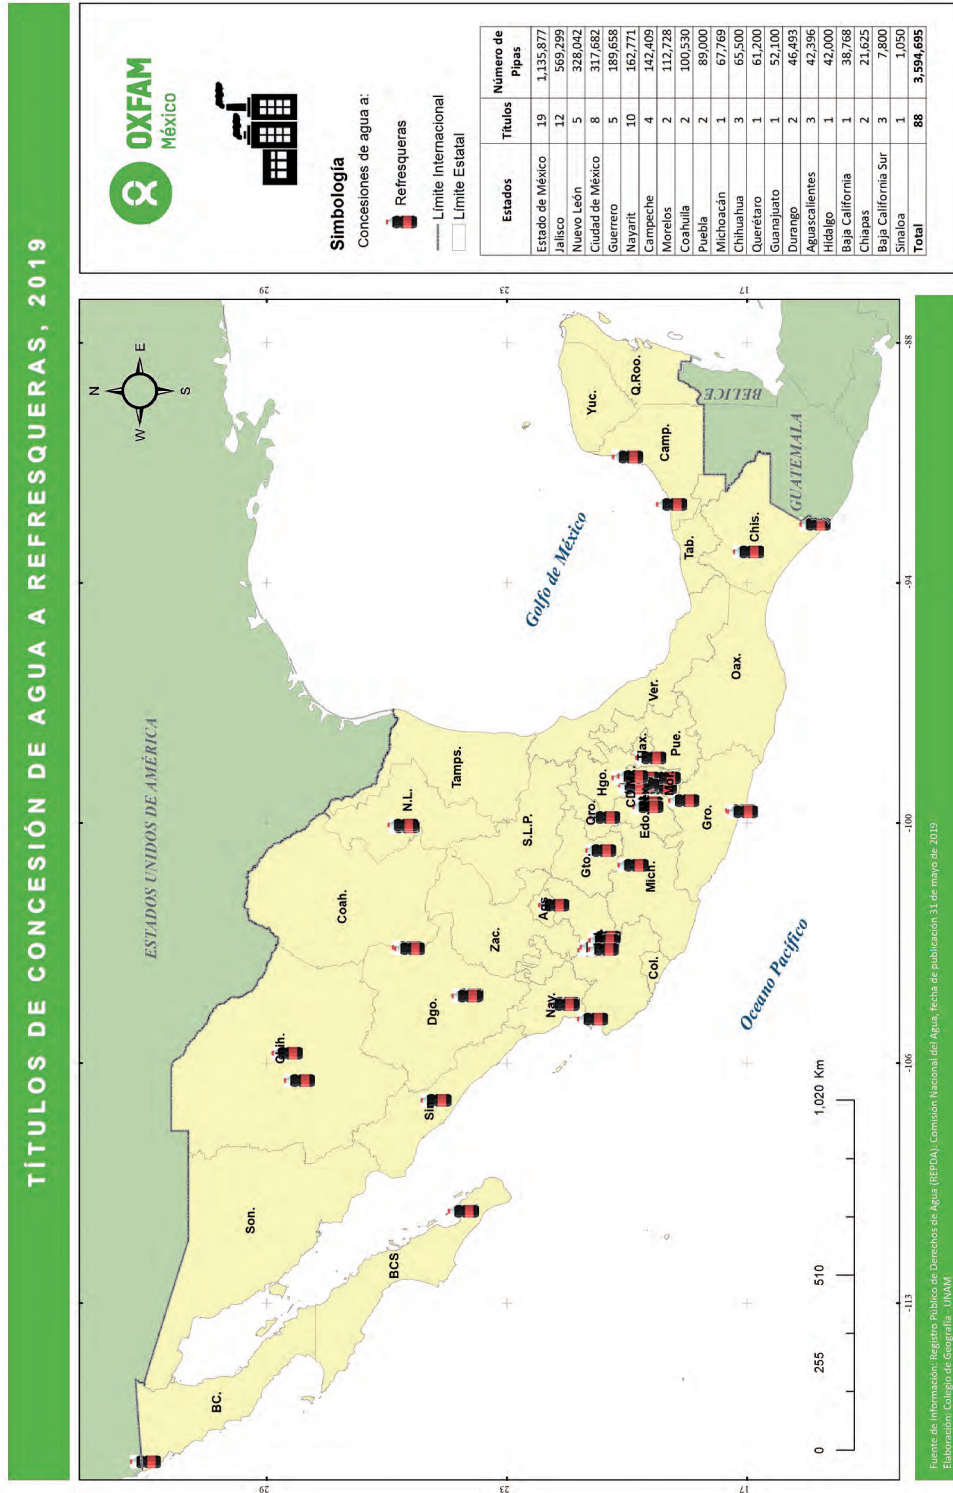 TÍTULOS DE CONCESIÓN DE AGUA A REFRESQUERAS, 2019
ESTADOS UNIDOS DE AMÉRICA
N
W E
S
29
23
17
29
23
17
-113
-106
-100
-94
-88
BC.
BCS
Son.
Chih.
Coah.
N.L.
Tamps.
Sin.
Dgo.
Zac.
S.L.P.
Nay.
Ags.
Gto.
Qro.
Hgo.
Col.
Mich.
Edo.
Tlax.
Pue.
Mor.
Ver.
Gro.
Oax.
Tab.
Chis.
Camp.
Yuc.
Q.Roo.
BELICE
GUATEMALA
Golfo de México
Oceano Pacífico
0 255 510 1,020 Km
OXFAM
México
Simbología
Concesiones de agua a:
Refresqueras
Límite Internacional
Límite Estatal
Estados Títulos Número de Pipas
Estado de México 19 1,135,877
Jalisco 12 569,299
Nuevo León 5 328,042
Ciudad de México 8 317,682
Guerrero 5 189,658
Nayarit 10 162,771
Campeche 4 142,409
Morelos 2 112,728
Coahuila 2 100,530
Puebla 2 89,000
Michoacán 1 67,769
Chihuahua 3 65,500
Querétaro 1 61,200
Guanajuato 1 52,100
Durango 2 46,493
Aguascalientes 3 42,396
Hidalgo 1 42,000
Baja California 1 38,768
Chiapas 2 21,625
Baja California Sur 3 7,800
Sinaloa 1 1,050
Total 88 3,594,695
Fuente de Información: Registro Público de Derechos de Agua (REPDA). Comisión Nacional del Agua, fecha de publicación 31 de mayo de 2019
Elaboración: Colegio de Geografía - UNAM